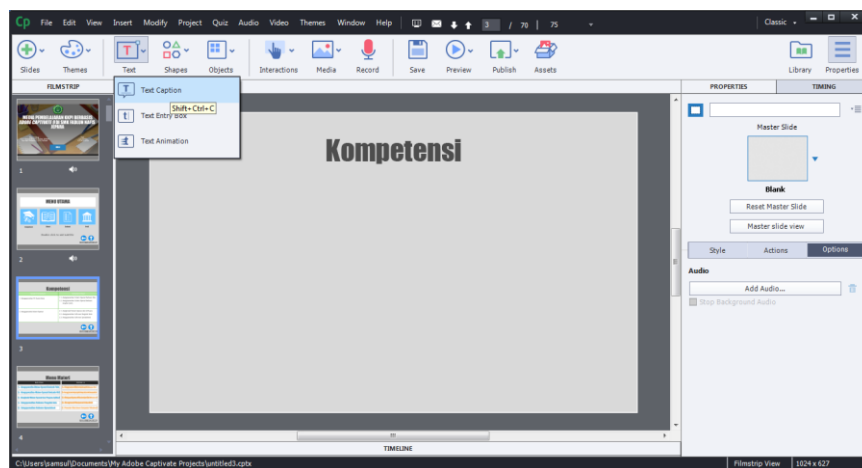 Cp File Edit View Insert Modify Project Quiz Audio Video Themes Window Help 3 / 70 75 Classic
Slides Themes Text Shapes Objects Interactions Media Record Save Preview Publish Assets Library Properties
FILMSTRIP
PROPERTIES TIMING
Text Caption
Shift+Ctrl+C
Text Entry Box
Text Animation
Kompetensi
Master Slide
Blank
Reset Master Slide
Master slide view
Style Actions Options
Audio
Add Audio...
Stop Background Audio
1
MENU UTAMA
2
Kompetensi
3
Menu Materi
4
TIMELINE
C:\Users\samsul\Documents\My Adobe Captivate Projects\untitled3.cptx
Filmstrip View 1024 x 627